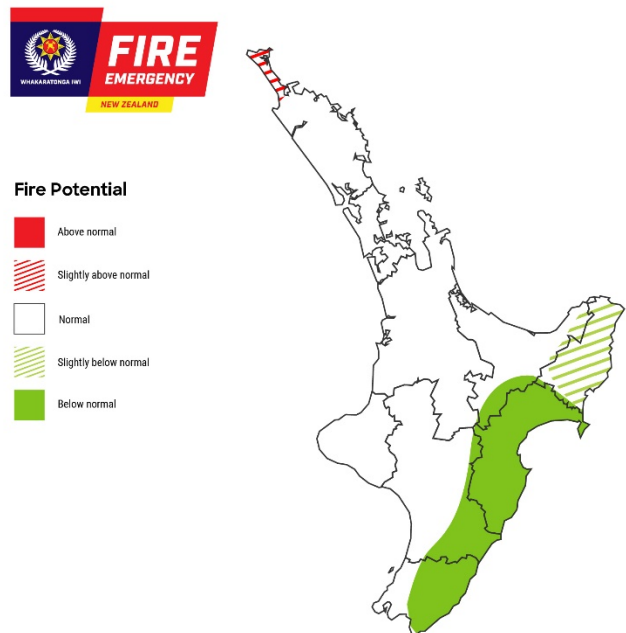 WHAKARATONGA IWI
FIRE
EMERGENCY
NEW ZEALAND
Fire Potential
Above normal
Slightly above normal
Normal
Slightly below normal
Below normal